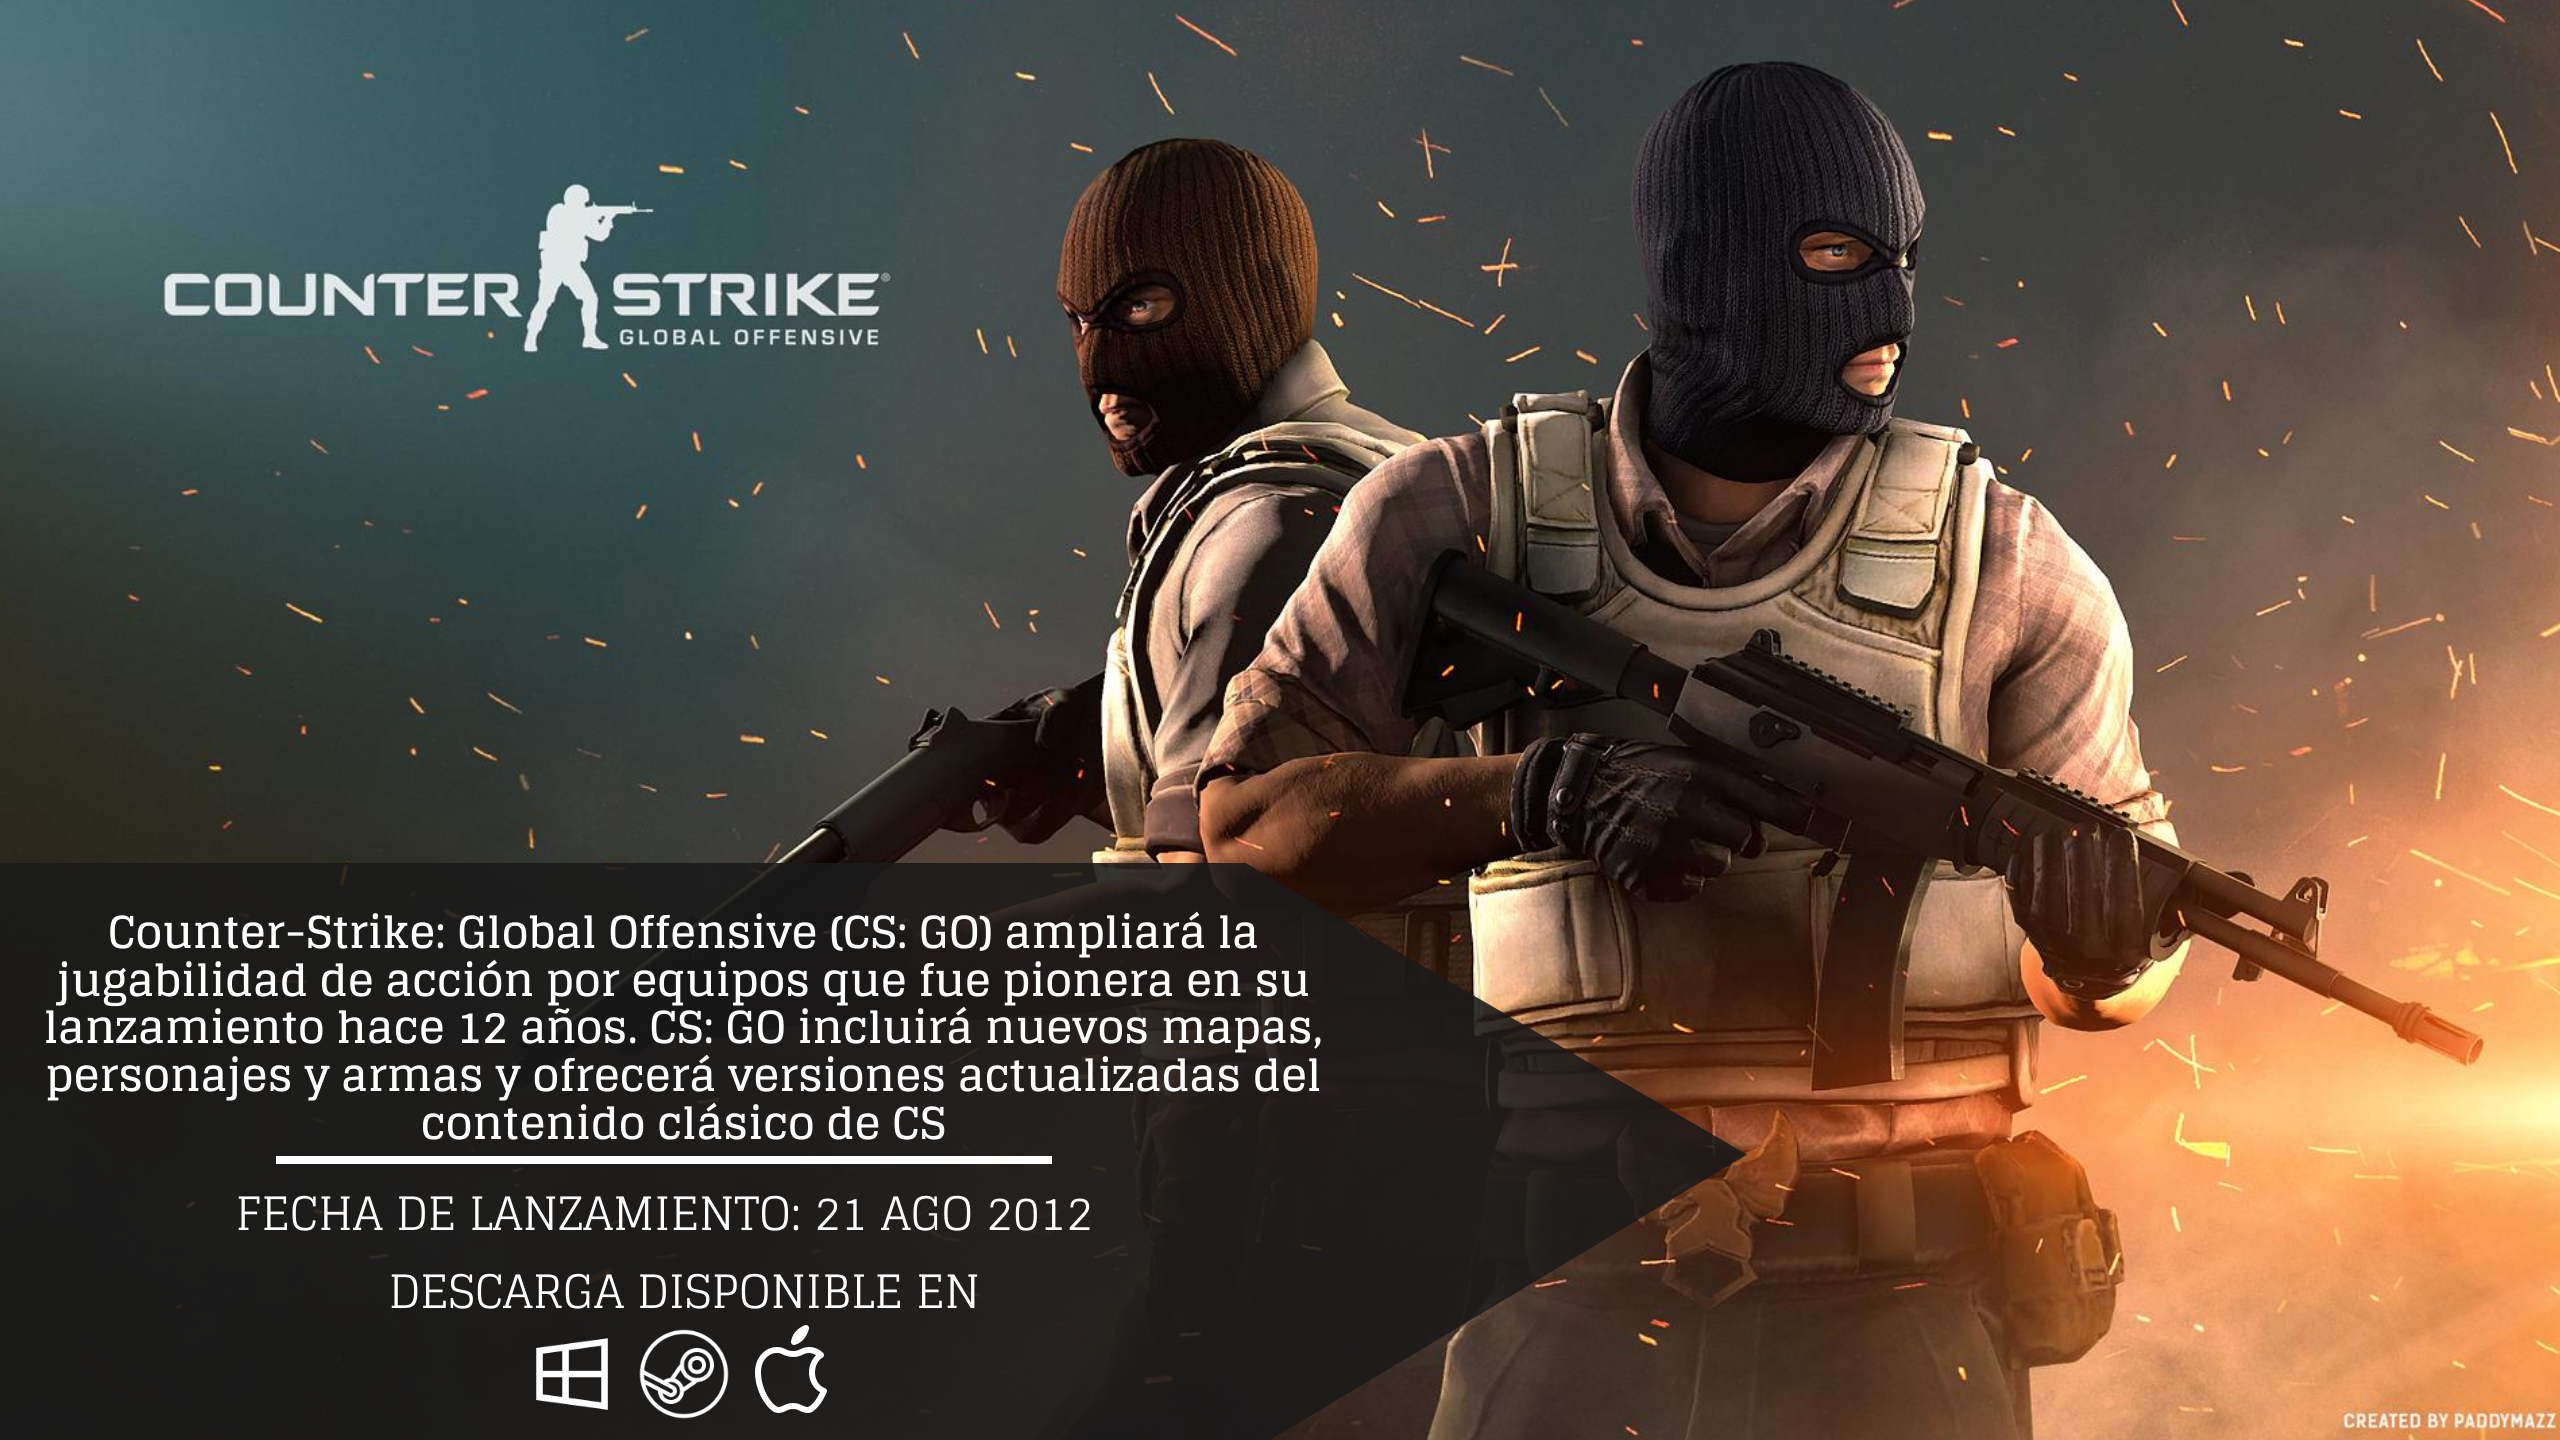 COUNTER STRIKE®
GLOBAL OFFENSIVE
Counter-Strike: Global Offensive (CS: GO) ampliará la
jugabilidad de acción por equipos que fue pionera en su
lanzamiento hace 12 años. CS: GO incluirá nuevos mapas,
personajes y armas y ofrecerá versiones actualizadas del
contenido clásico de CS
FECHA DE LANZAMIENTO: 21 AGO 2012
DESCARGA DISPONIBLE EN
CREATED BY PADDYMAZZ